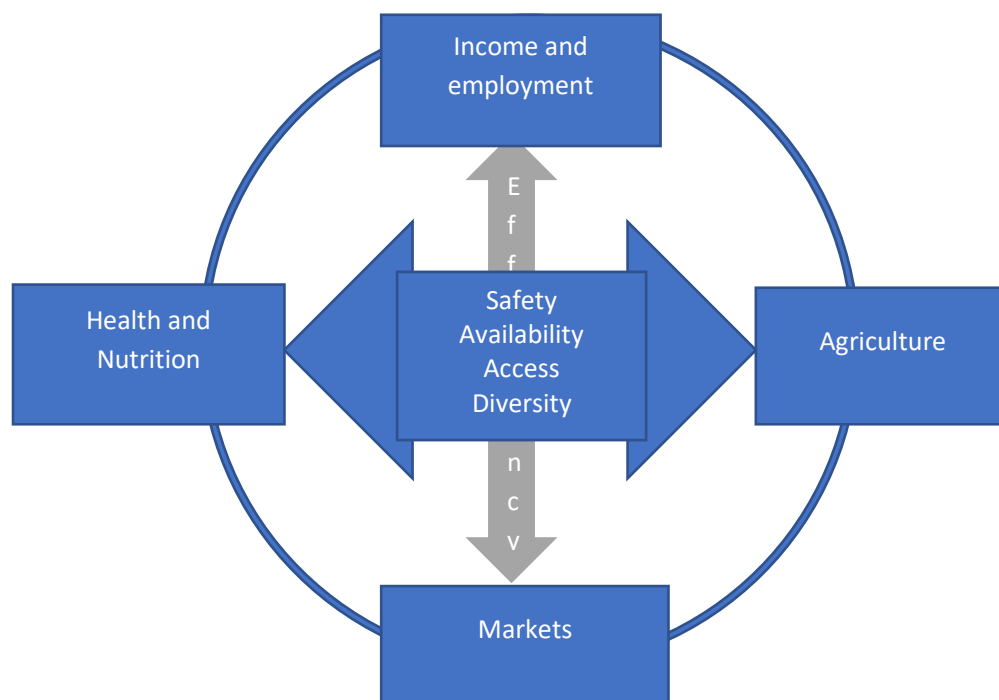 Income and
employment
E
f
f
Health and
Nutrition
Safety
Availability
Access
Diversity
Agriculture
n
c
Markets